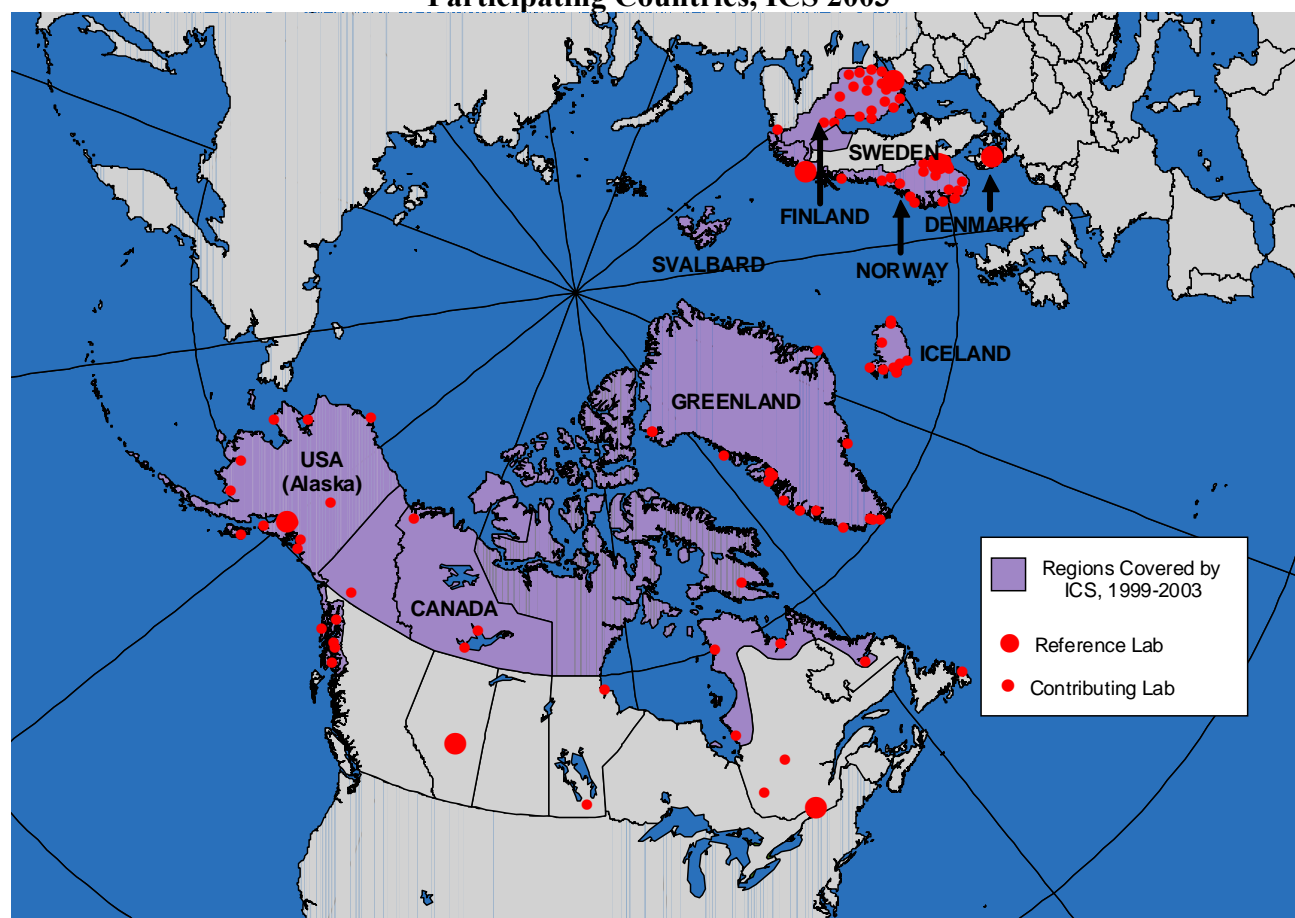 Participating Countries, ICS 2003
SWEDEN
FINLAND
DENMARK
SVALBARD
NORWAY
ICELAND
GREENLAND
USA
(Alaska)
CANADA
Regions Covered by
ICS, 1999-2003
Reference Lab
Contributing Lab